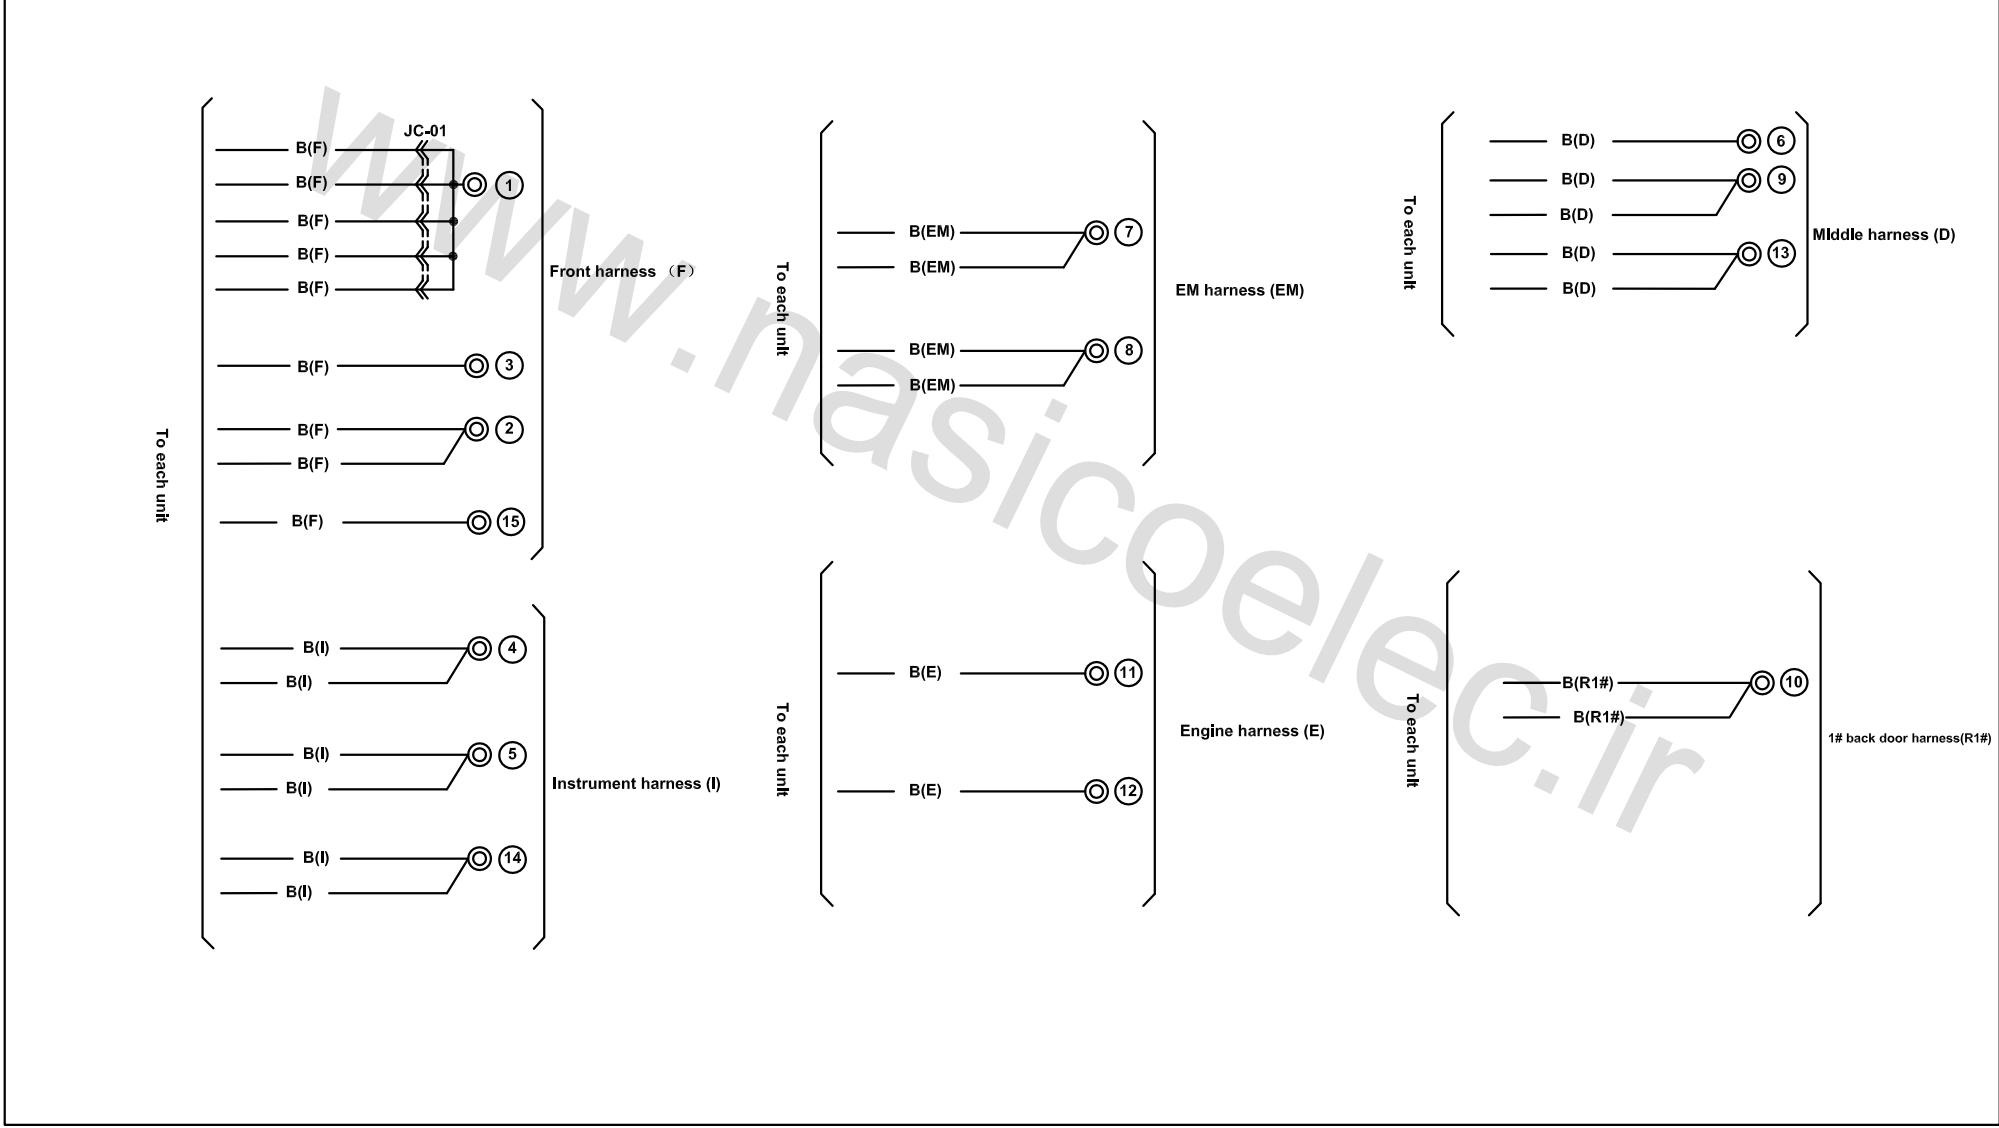 JC-01
B(F)
B(F)
1
B(F)
B(F)
B(F)
B(F)
3
B(F)
2
B(F)
B(F)
15
To each unit
Front harness （F）
B(I)
4
B(I)
B(I)
5
B(I)
B(I)
14
B(I)
Instrument harness (I)
B(EM)
7
B(EM)
B(EM)
8
B(EM)
To each unit
EM harness (EM)
B(E)
11
B(E)
12
To each unit
Engine harness (E)
B(D)
6
B(D)
9
B(D)
B(D)
13
B(D)
To each unit
MIddle harness (D)
B(R1#)
10
B(R1#)
To each unit
1# back door harness(R1#)
www.nasicoelec.ir